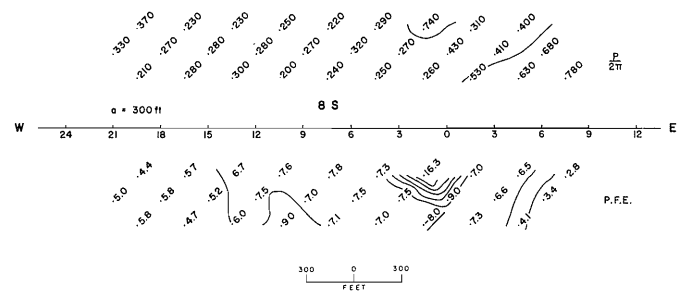 ·370 ·230 ·230 ·250 ·220 ·290 ·740 ·310 ·400
·330 ·270 ·230 ·280 ·270 ·320 ·270 ·430 ·410 ·680
·210 ·280 ·300 ·200 ·240 ·250 ·260 ·530 ·630 ·780
P
2π
a = 300 ft
8 S
W E
24 21 18 15 12 9 6 3 0 3 6 9 12
·4.4 ·5.7 6.7 ·7.6 ·7.8 ·7.3 ·16.3 ·7.0 ·6.5 ·2.8
·5.0 ·5.8 ·5.2 ·7.5 ·7.0 ·7.5 ·7.5 ·9.0 ·6.6 ·3.4
P.F.E.
·5.8 ·4.7 ·6.0 ·9.0 ·7.1 ·7.0 ·8.0 ·7.3 ·4.1
300 0 300
FEET